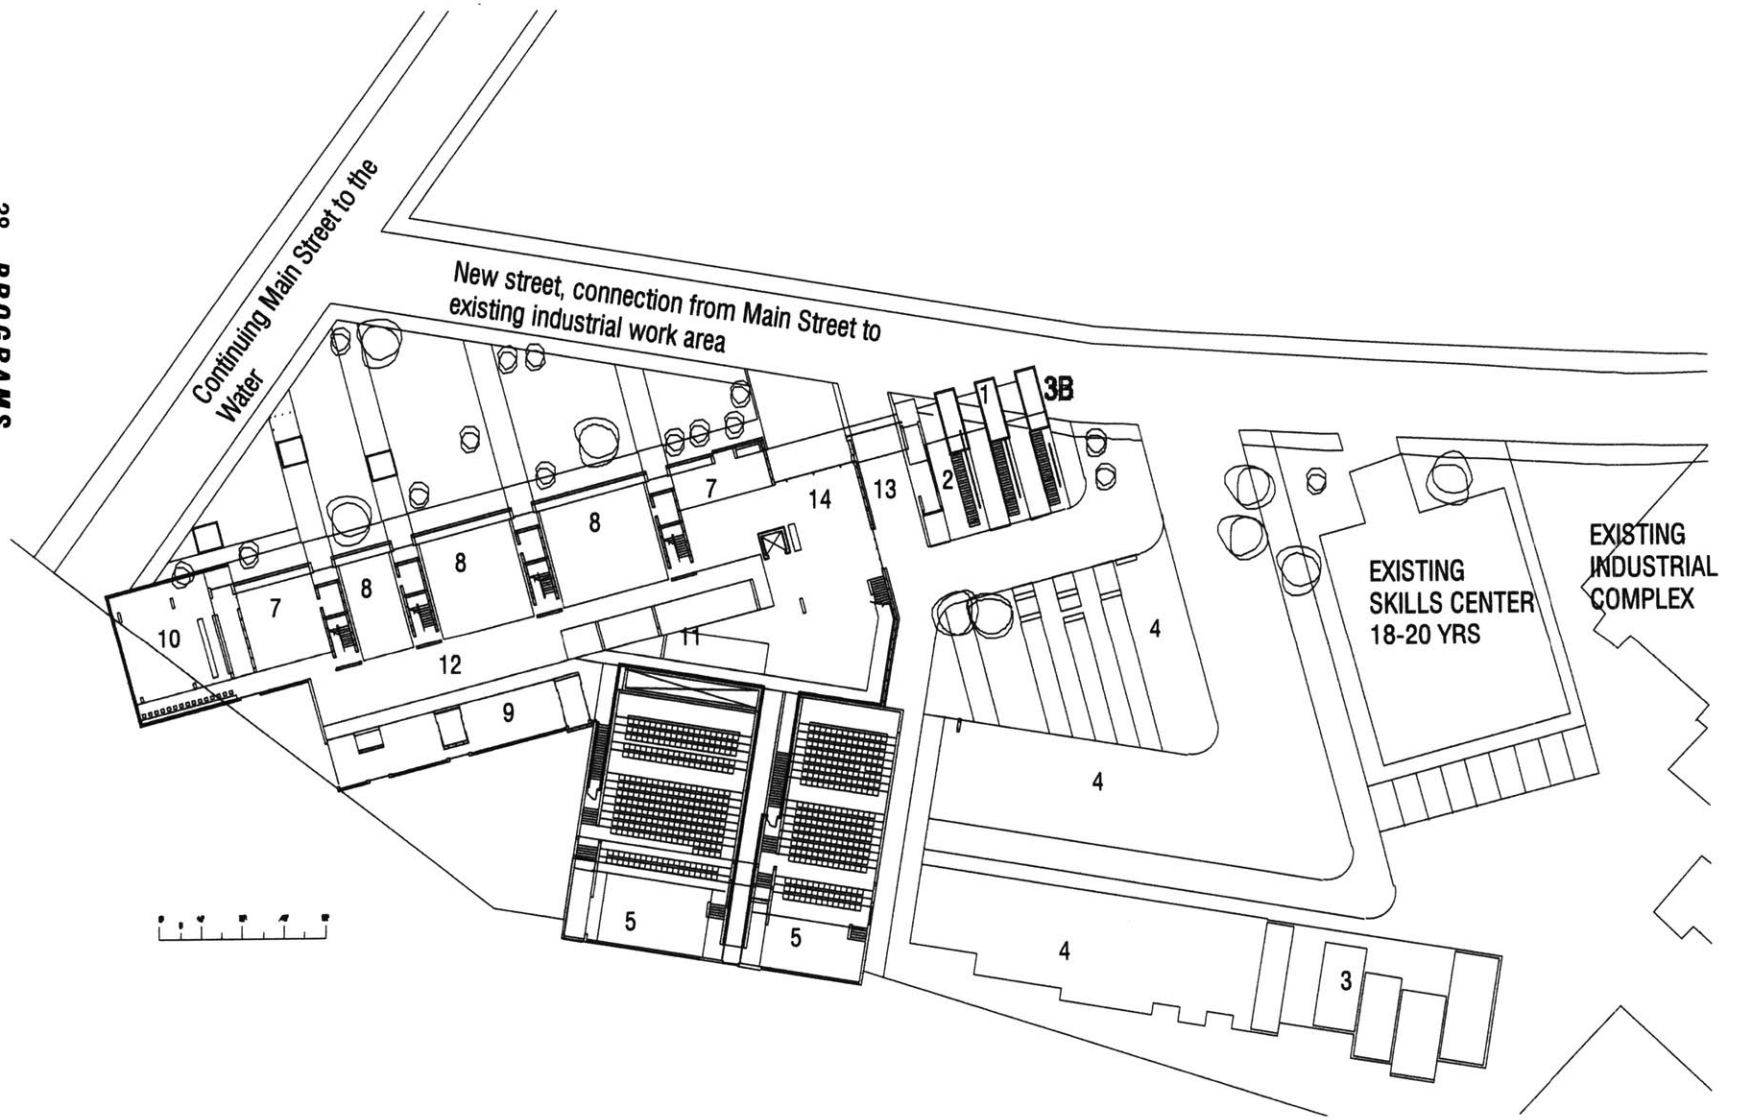 28 PROGRAMS
Continuing Main Street to the
Water
New street, connection from Main Street to
existing industrial work area
3B
1
2
13
14
7
8
8
8
7
10
12
11
9
5
5
4
4
4
3
EXISTING
SKILLS CENTER
18-20 YRS
EXISTING
INDUSTRIAL
COMPLEX